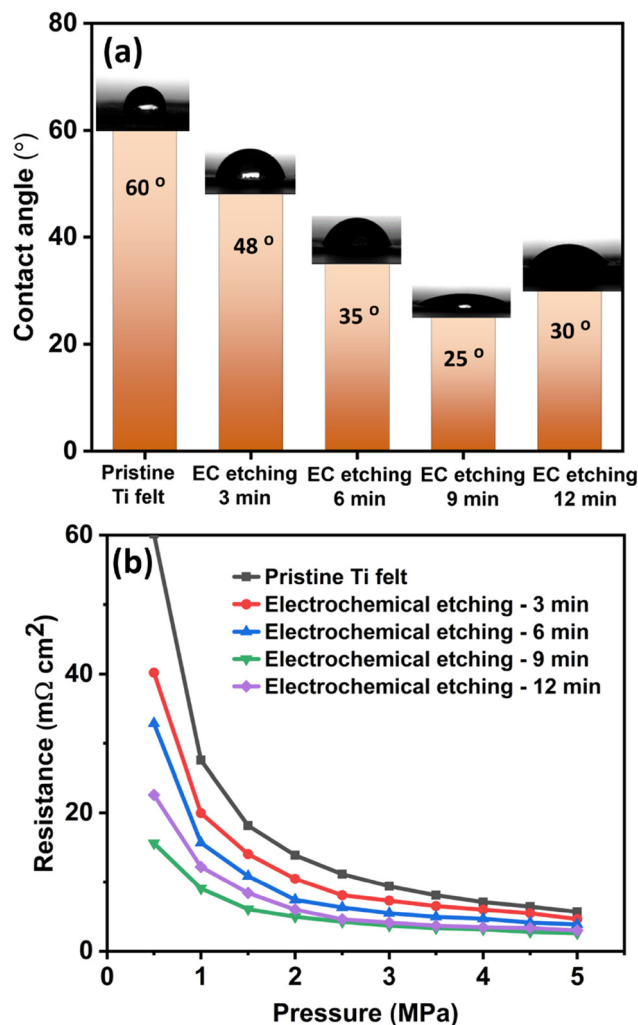 (a)
Contact angle (°)
80
60
40
20
0
60 º
48 º
35 º
25 º
30 º
Pristine
Ti felt
EC etching
3 min
EC etching
6 min
EC etching
9 min
EC etching
12 min
(b)
Resistance (mΩ cm²)
60
40
20
0
Pristine Ti felt
Electrochemical etching - 3 min
Electrochemical etching - 6 min
Electrochemical etching - 9 min
Electrochemical etching - 12 min
0
1
2
3
4
5
Pressure (MPa)